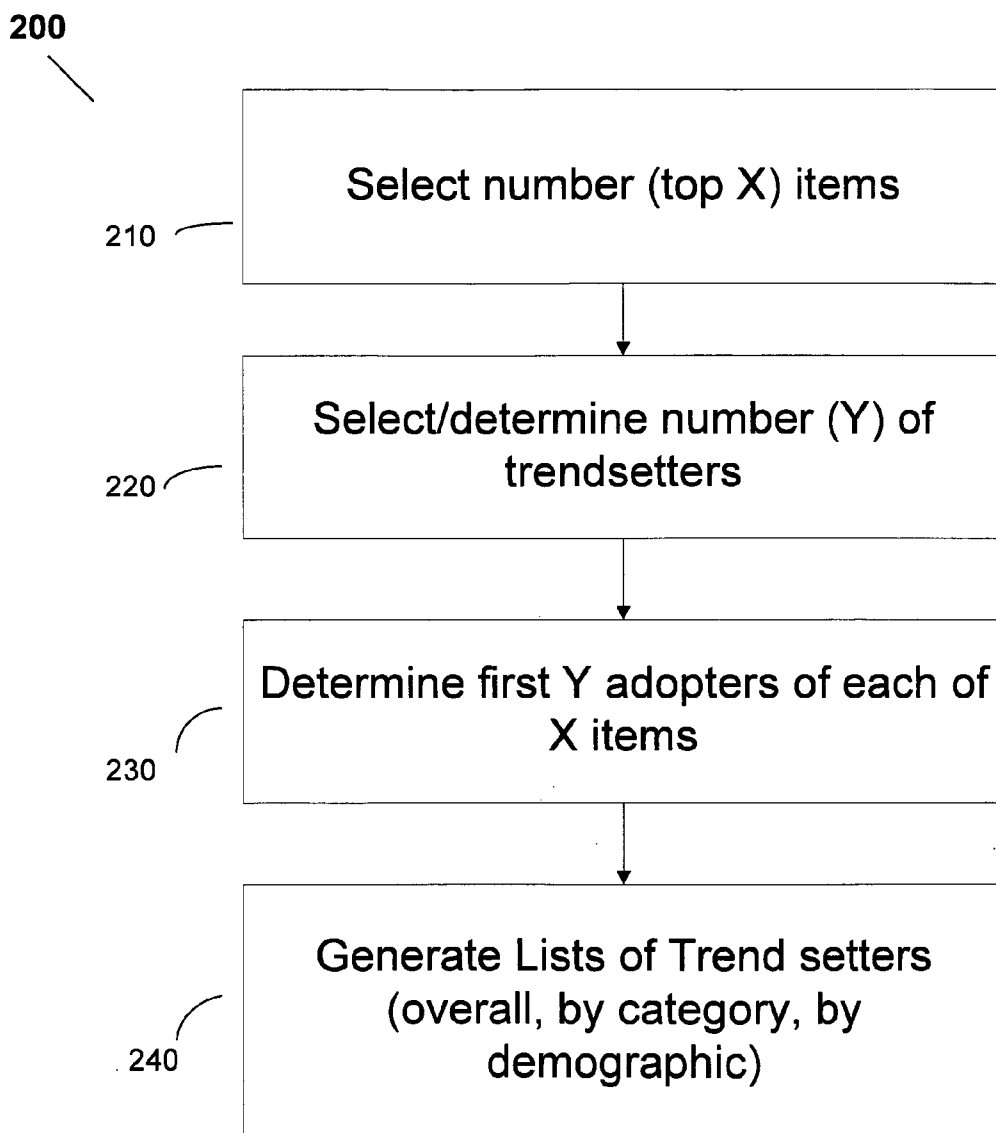 200
Select number (top X) items
210
Select/determine number (Y) of
trendsetters
220
Determine first Y adopters of each of
X items
230
Generate Lists of Trend setters
(overall, by category, by
demographic)
240